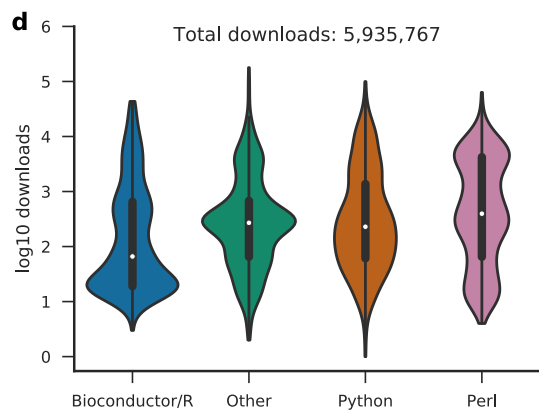 d
Total downloads: 5,935,767
6
5
4
3
2
1
0
log10 downloads
Bioconductor/R Other Python Perl